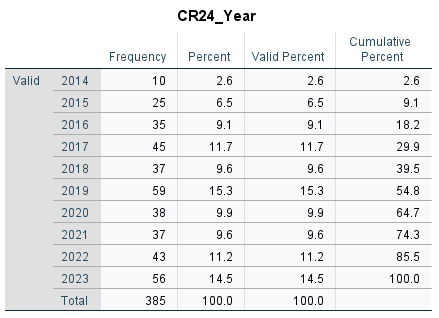 CR24_Year
Frequency Percent Valid Percent Cumulative Percent
Valid 2014 10 2.6 2.6 2.6
2015 25 6.5 6.5 9.1
2016 35 9.1 9.1 18.2
2017 45 11.7 11.7 29.9
2018 37 9.6 9.6 39.5
2019 59 15.3 15.3 54.8
2020 38 9.9 9.9 64.7
2021 37 9.6 9.6 74.3
2022 43 11.2 11.2 85.5
2023 56 14.5 14.5 100.0
Total 385 100.0 100.0